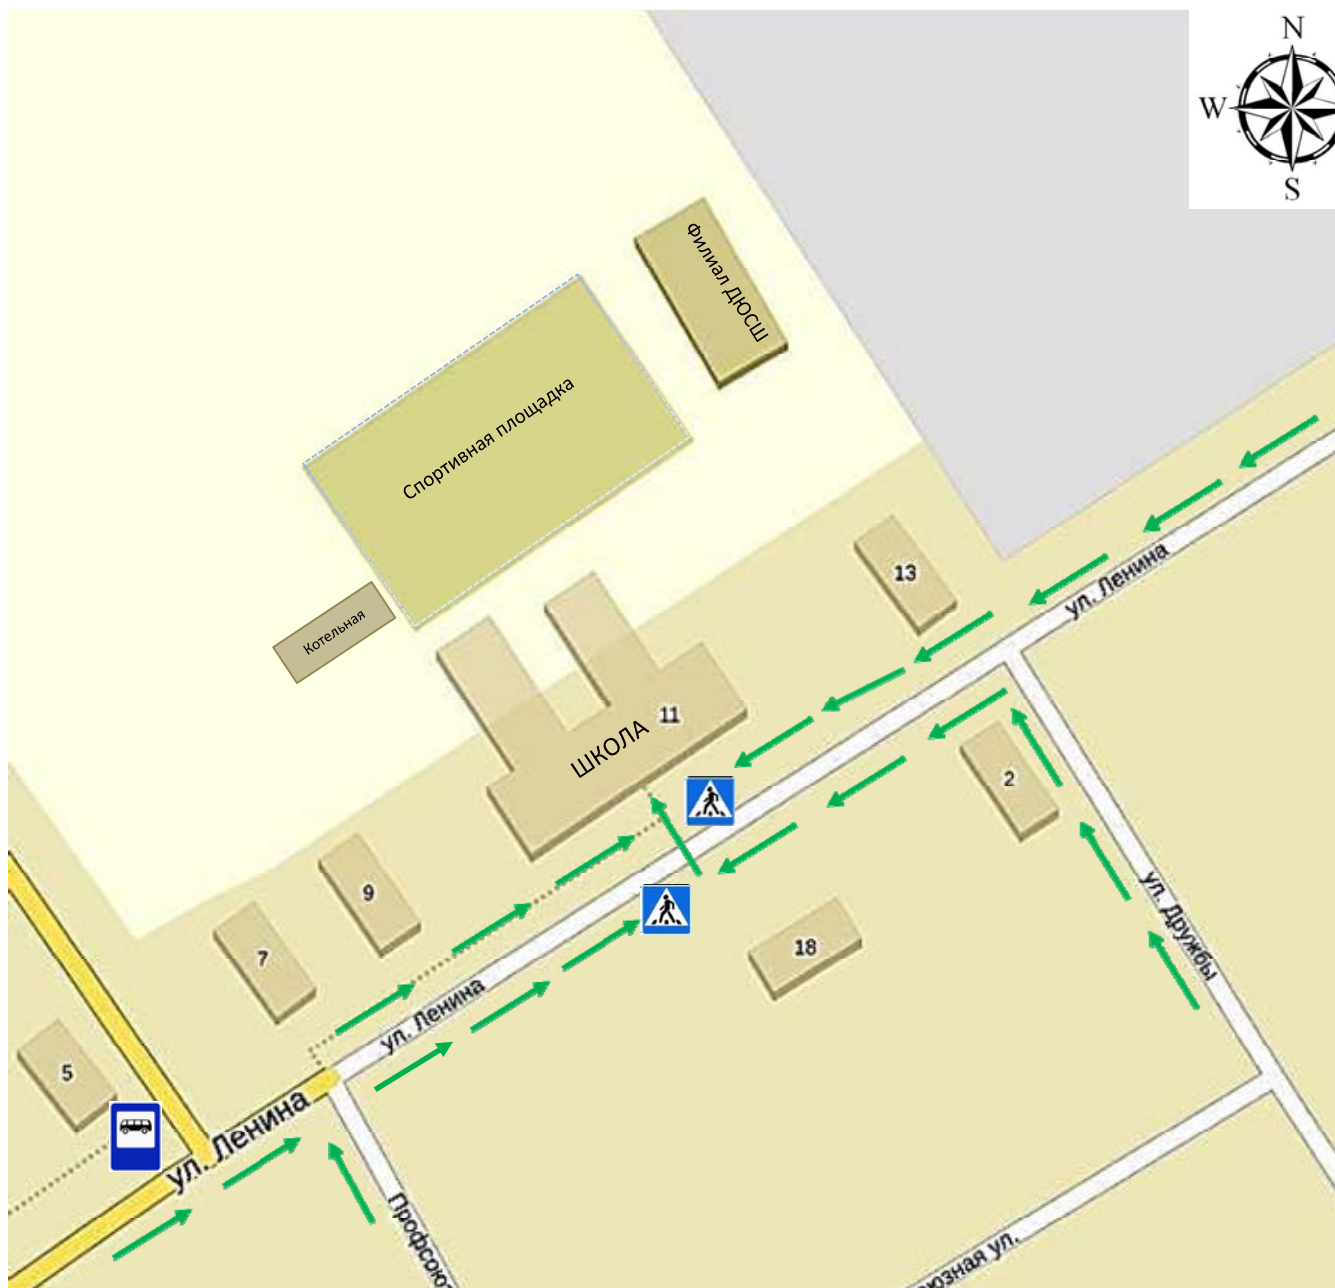 N
W
S
Филиал ДЮСШ
Спортивная площадка
13
ул. Ленина
Котельная
11
ШКОЛА
2
9
18
7
ул. Дружбы
ул. Ленина
5
ул. Ленина